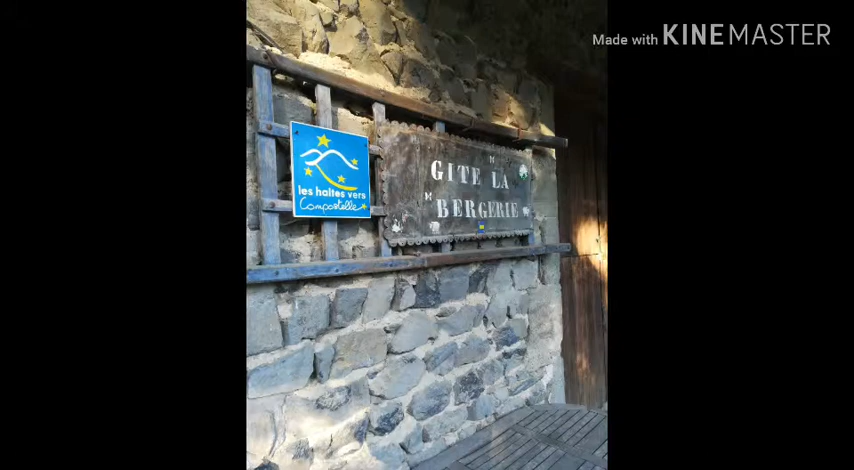 Made with KINEMASTER
les haltes vers
Compostelle
GITE LA
BERGERIE